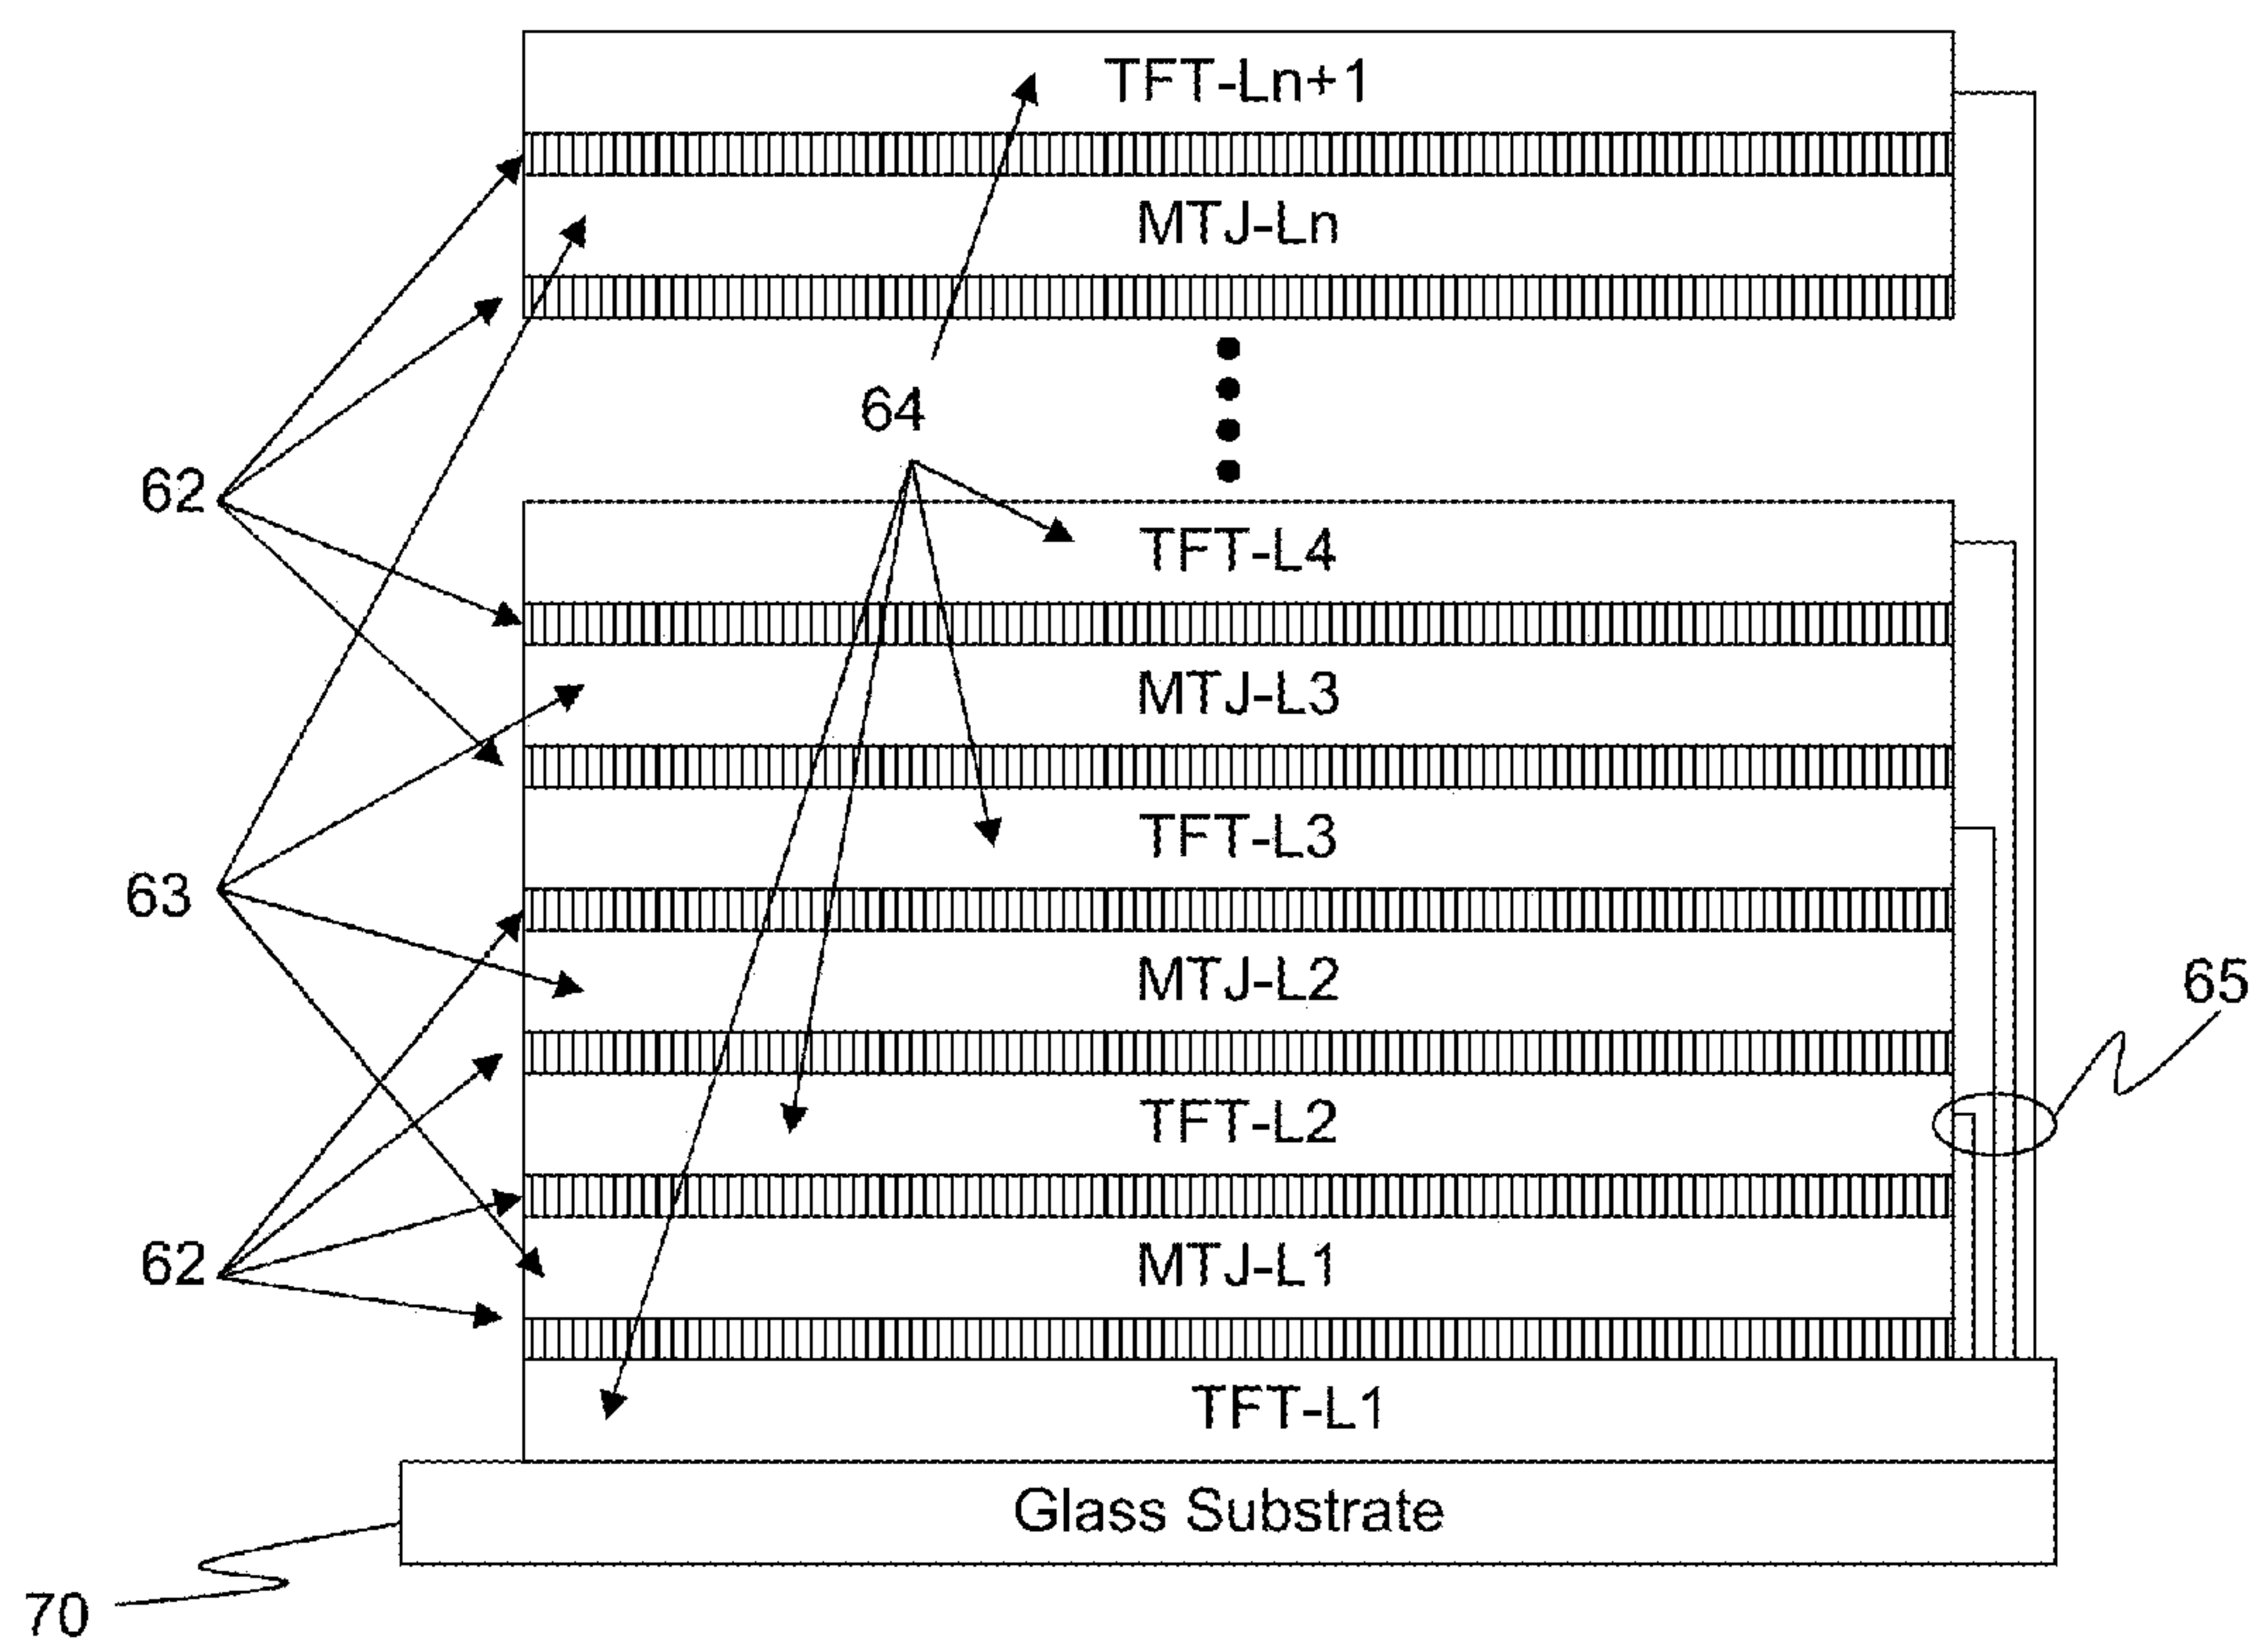 TFT-Ln+1
MTJ-Ln
64
62
TFT-L4
MTJ-L3
TFT-L3
63
MTJ-L2
65
TFT-L2
62
MTJ-L1
TFT-L1
Glass Substrate
70